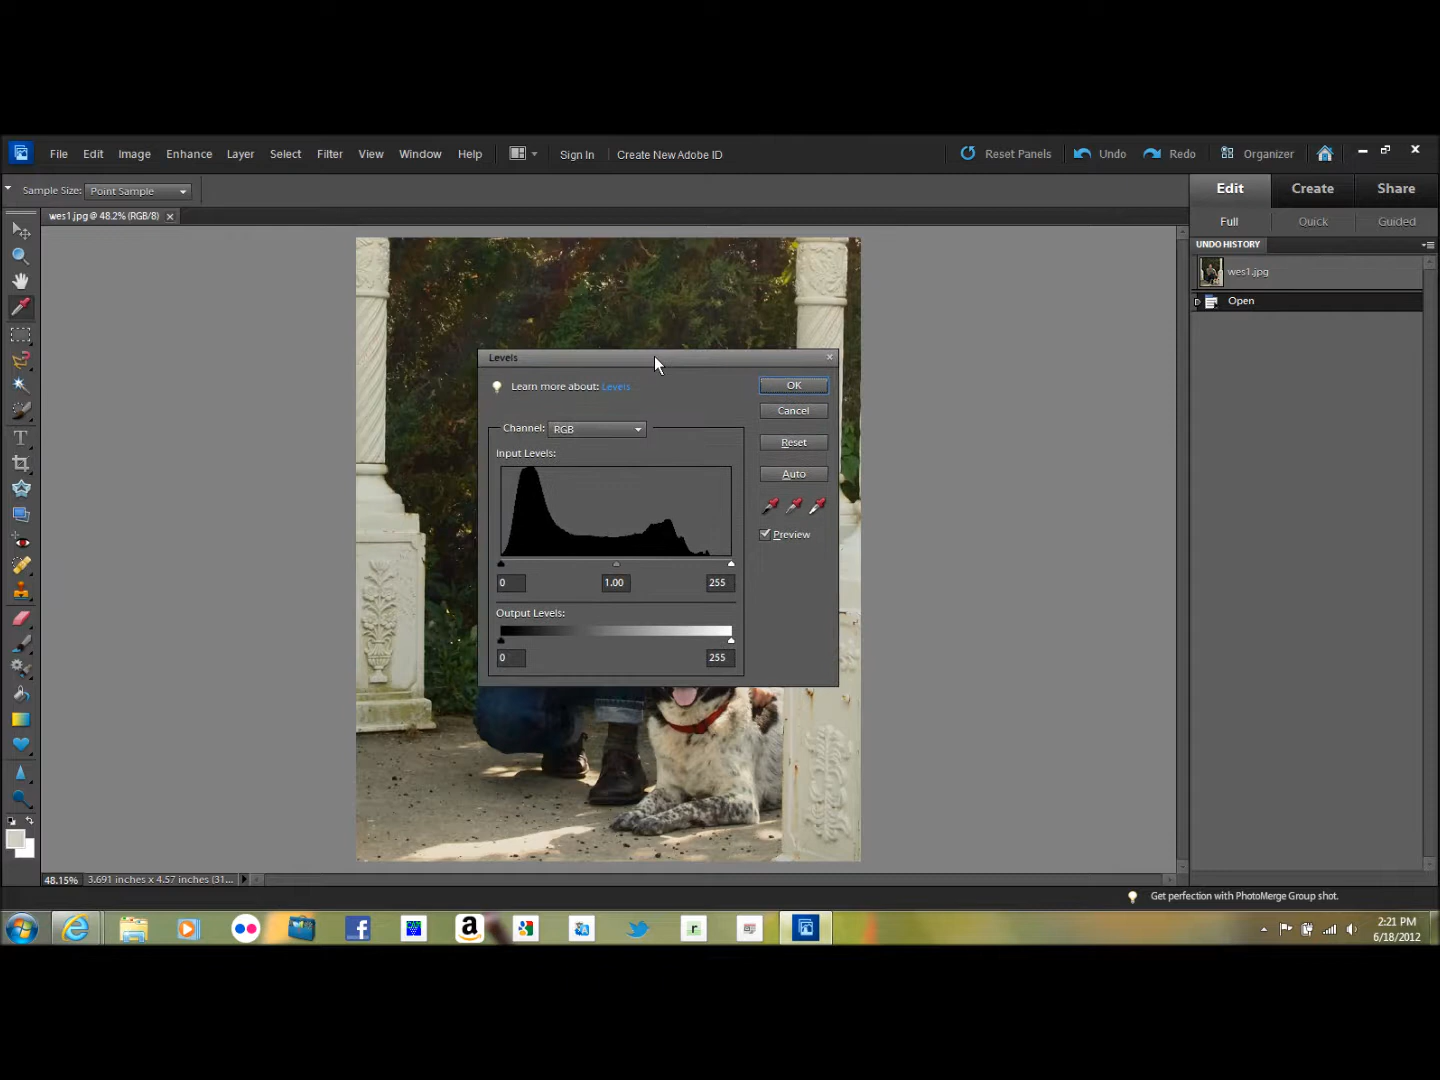 File Edit Image Enhance Layer Select Filter View Window Help Sign In Create New Adobe ID Reset Panels Undo Redo Organizer
Sample Size: Point Sample
Edit Create Share
wes1.jpg @ 48.2% (RGB/8)
Full Quick Guided
UNDO HISTORY
wes1.jpg
Open
Levels
Learn more about: Levels
OK
Cancel
Channel: RGB
Reset
Input Levels:
Auto
Preview
0 1.00 255
Output Levels:
0 255
48.15% 3.691 inches x 4.57 inches (31...
Get perfection with PhotoMerge Group shot.
2:21 PM
6/18/2012